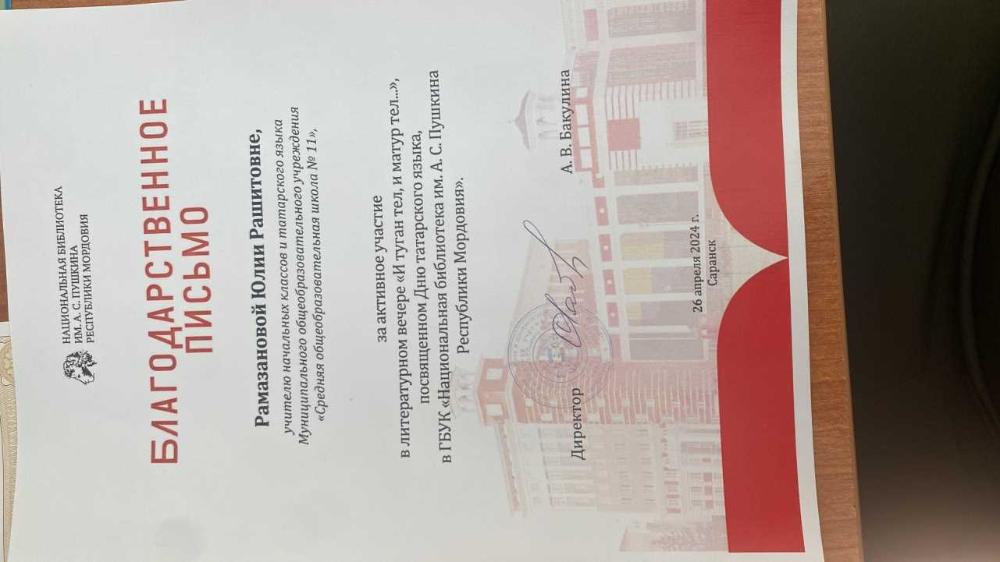 НАЦИОНАЛЬНАЯ БИБЛИОТЕКА
ИМ. А. С. ПУШКИНА
РЕСПУБЛИКИ МОРДОВИЯ
БЛАГОДАРСТВЕННОЕ
ПИСЬМО
Рамазановой Юлии Рашитовне,
учителю начальных классов и татарского языка
Муниципального общеобразовательного учреждения
«Средняя общеобразовательная школа № 11»,
за активное участие
в литературном вечере «И туган тел, и матур тел...»,
посвященном Дню татарского языка,
в ГБУК «Национальная библиотека им. А. С. Пушкина
Республики Мордовия».
Директор А. В. Бакулина
26 апреля 2024 г.
Саранск